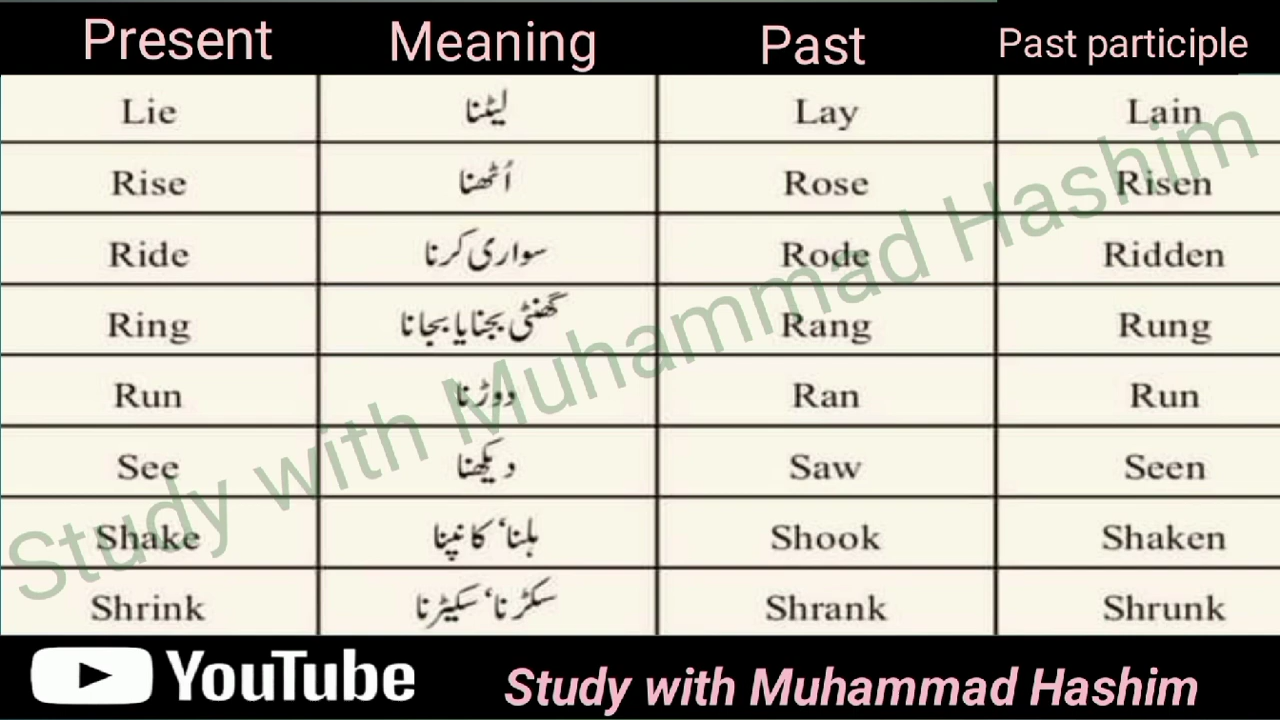 Present Meaning Past Past participle
Lie لیٹنا Lay Lain
Rise اُٹھنا Rose Risen
Ride سواری کرنا Rode Ridden
Ring گھنٹی بجنا یا بجانا Rang Rung
Run دوڑنا Ran Run
See دیکھنا Saw Seen
Shake ہلنا، کانپنا Shook Shaken
Shrink سکڑنا، سکیڑنا Shrank Shrunk
Study with Muhammad Hashim
YouTube Study with Muhammad Hashim